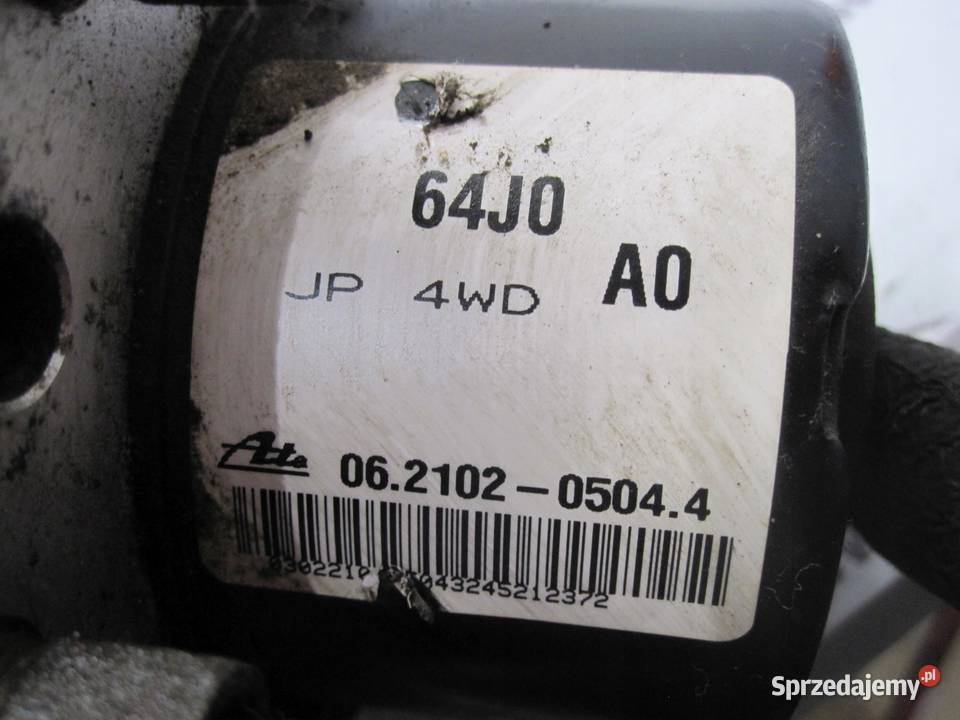 64J0
A0
JP 4WD
Ate 06.2102-0504.4
Sprzedajemy.pl